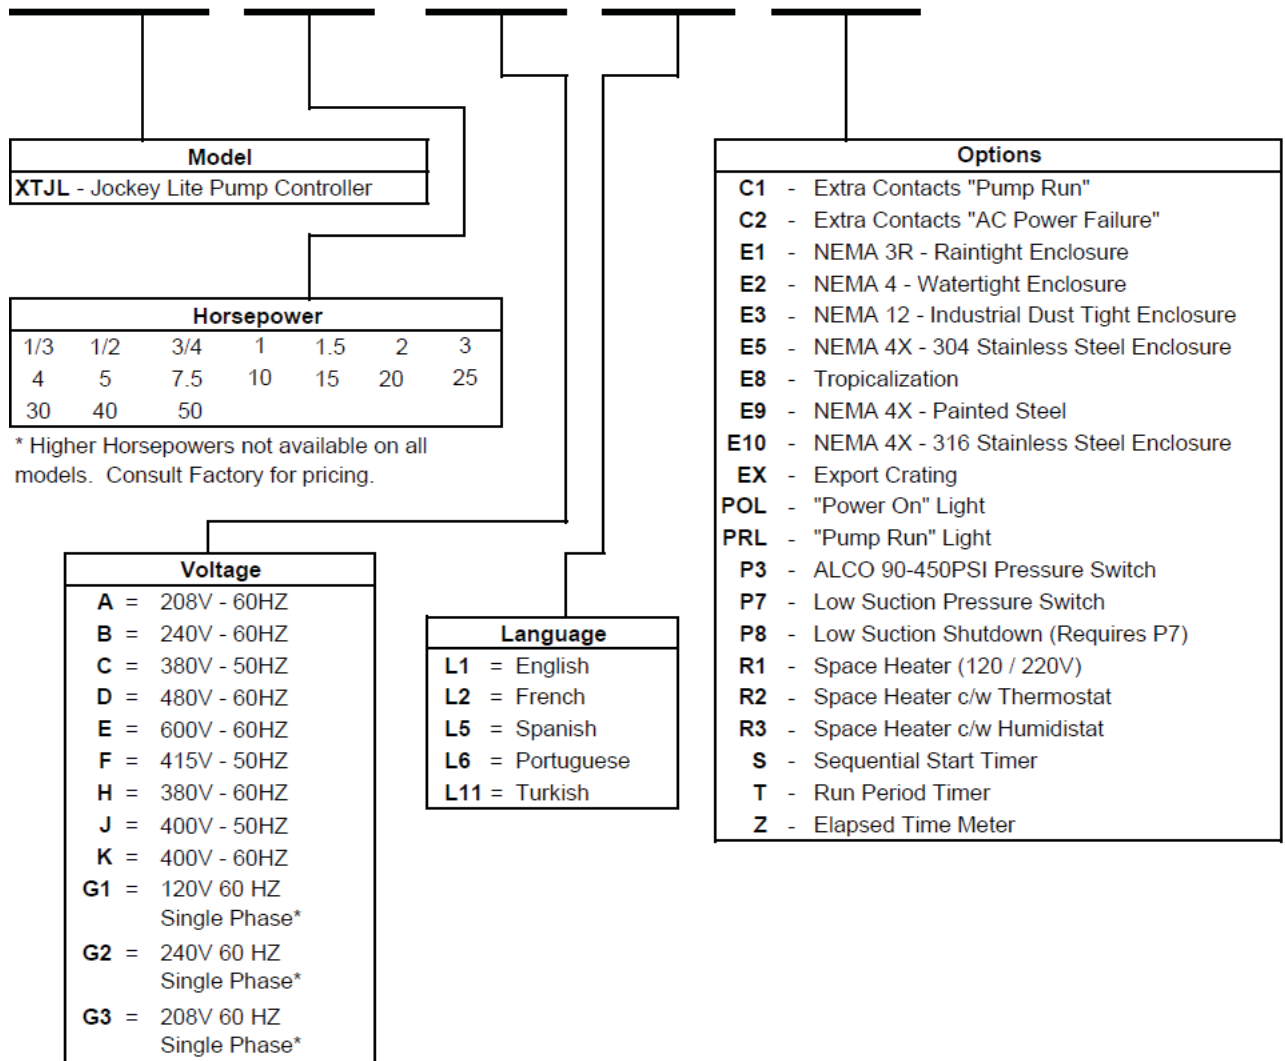 Model
XTJL - Jockey Lite Pump Controller
Horsepower
1/3 1/2 3/4 1 1.5 2 3
4 5 7.5 10 15 20 25
30 40 50
* Higher Horsepowers not available on all
models. Consult Factory for pricing.
Voltage
A = 208V - 60HZ
B = 240V - 60HZ
C = 380V - 50HZ
D = 480V - 60HZ
E = 600V - 60HZ
F = 415V - 50HZ
H = 380V - 60HZ
J = 400V - 50HZ
K = 400V - 60HZ
G1 = 120V 60 HZ
Single Phase*
G2 = 240V 60 HZ
Single Phase*
G3 = 208V 60 HZ
Single Phase*
Language
L1 = English
L2 = French
L5 = Spanish
L6 = Portuguese
L11 = Turkish
Options
C1 - Extra Contacts "Pump Run"
C2 - Extra Contacts "AC Power Failure"
E1 - NEMA 3R - Raintight Enclosure
E2 - NEMA 4 - Watertight Enclosure
E3 - NEMA 12 - Industrial Dust Tight Enclosure
E5 - NEMA 4X - 304 Stainless Steel Enclosure
E8 - Tropicalization
E9 - NEMA 4X - Painted Steel
E10 - NEMA 4X - 316 Stainless Steel Enclosure
EX - Export Crating
POL - "Power On" Light
PRL - "Pump Run" Light
P3 - ALCO 90-450PSI Pressure Switch
P7 - Low Suction Pressure Switch
P8 - Low Suction Shutdown (Requires P7)
R1 - Space Heater (120 / 220V)
R2 - Space Heater c/w Thermostat
R3 - Space Heater c/w Humidistat
S - Sequential Start Timer
T - Run Period Timer
Z - Elapsed Time Meter